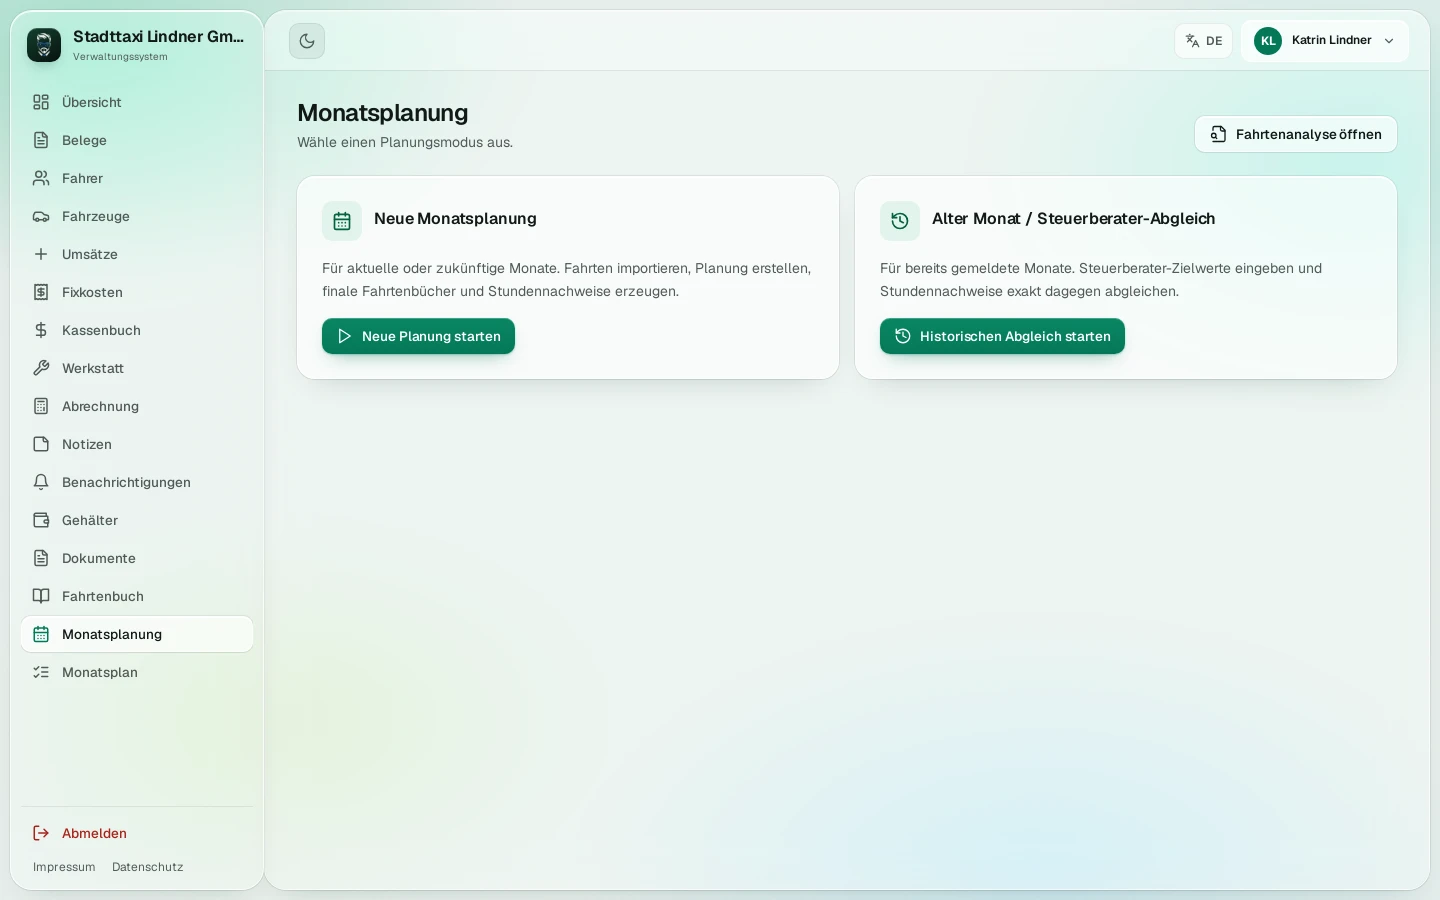 Stadttaxi Lindner Gm...
Verwaltungssystem
Übersicht
Belege
Fahrer
Fahrzeuge
Umsätze
Fixkosten
Kassenbuch
Werkstatt
Abrechnung
Notizen
Benachrichtigungen
Gehälter
Dokumente
Fahrtenbuch
Monatsplanung
Monatsplan
Abmelden
Impressum Datenschutz
DE
KL Katrin Lindner
Monatsplanung
Wähle einen Planungsmodus aus.
Fahrtenanalyse öffnen
Neue Monatsplanung
Für aktuelle oder zukünftige Monate. Fahrten importieren, Planung erstellen,
finale Fahrtenbücher und Stundennachweise erzeugen.
Neue Planung starten
Alter Monat / Steuerberater-Abgleich
Für bereits gemeldete Monate. Steuerberater-Zielwerte eingeben und
Stundennachweise exakt dagegen abgleichen.
Historischen Abgleich starten